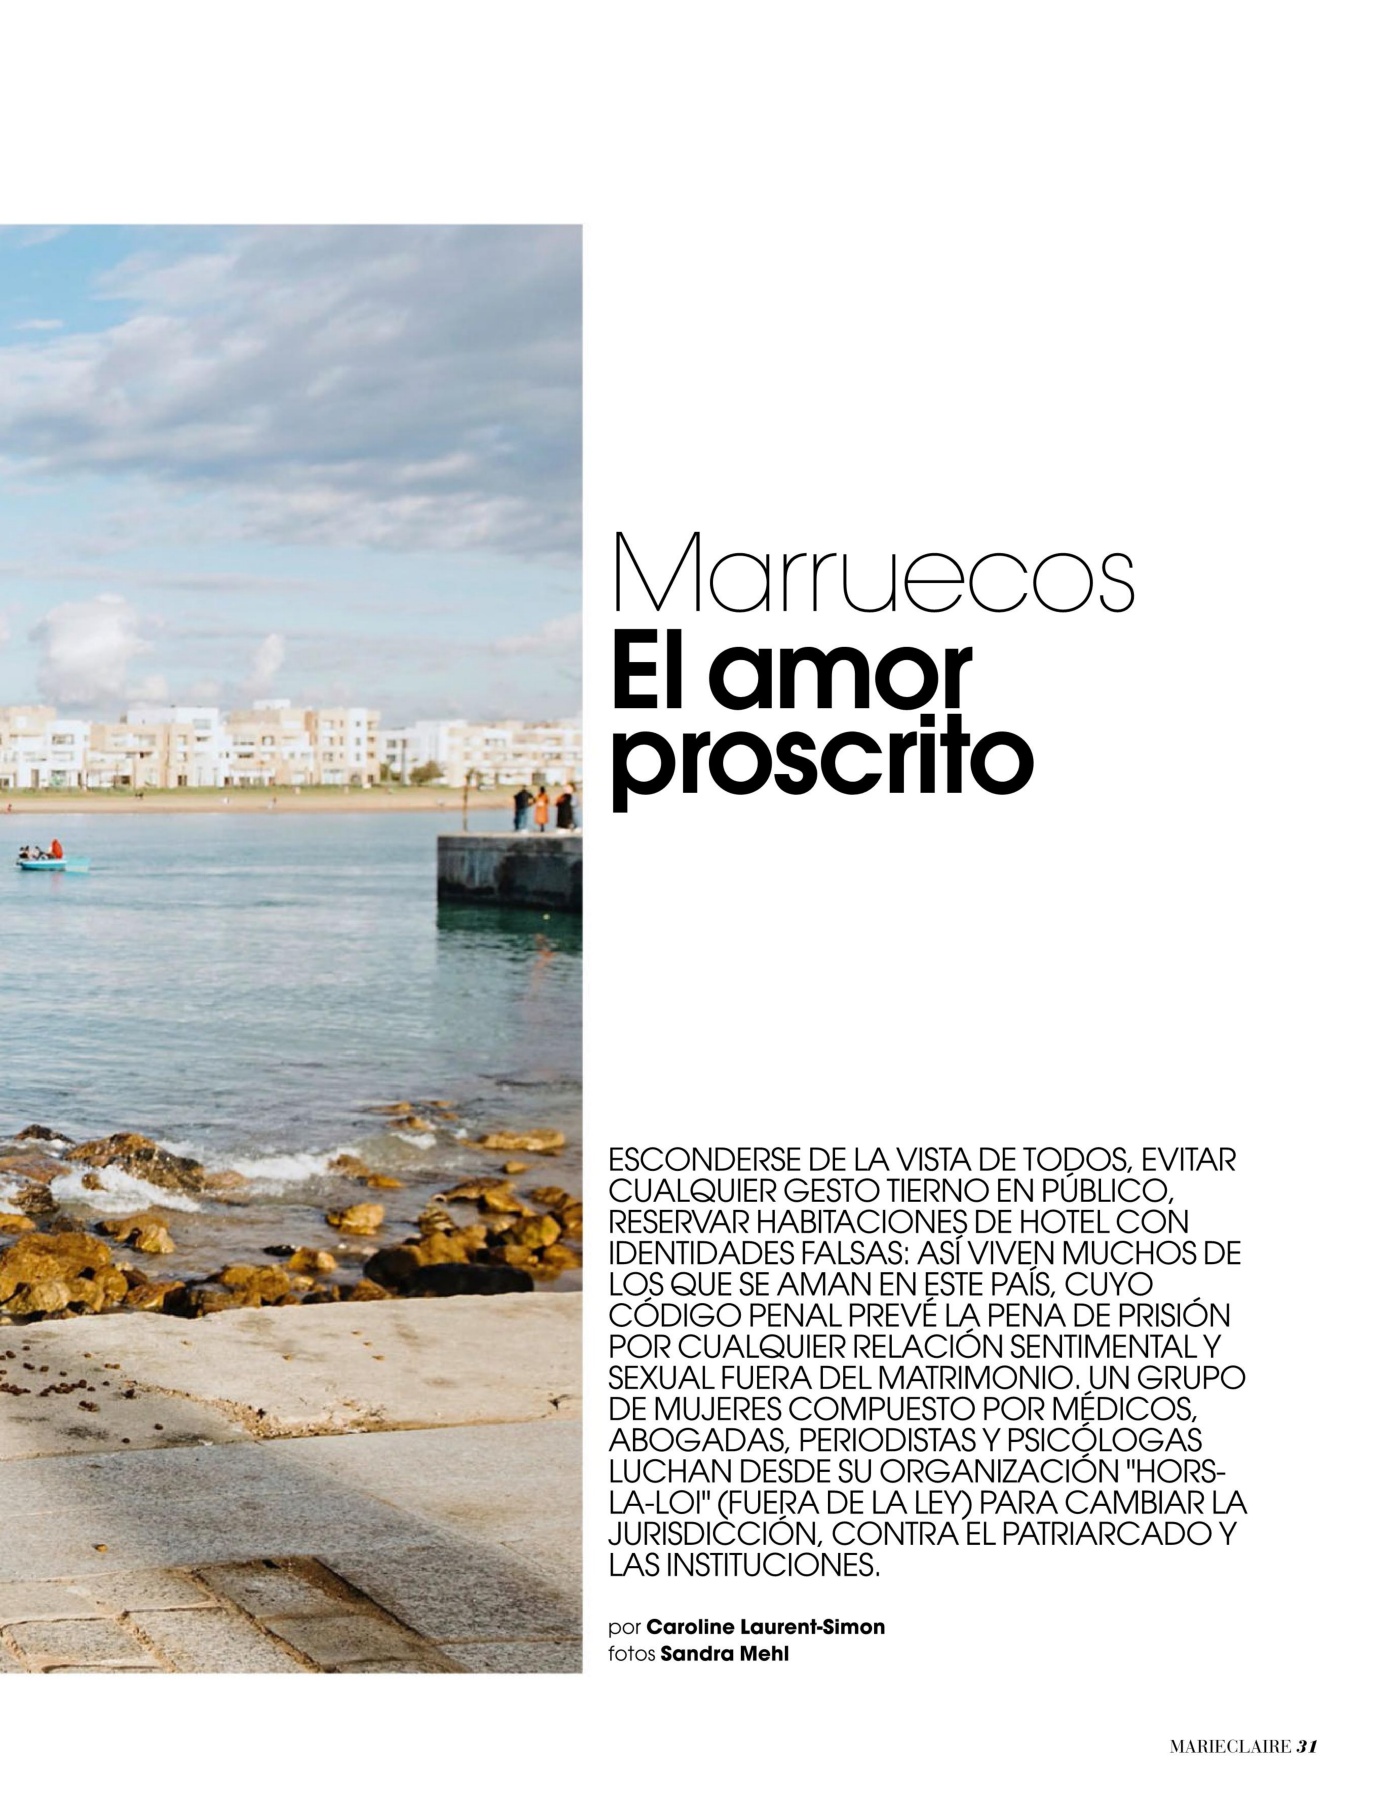 Marruecos
El amor
proscrito
ESCONDERSE DE LA VISTA DE TODOS, EVITAR
CUALQUIER GESTO TIERNO EN PÚBLICO,
RESERVAR HABITACIONES DE HOTEL CON
IDENTIDADES FALSAS: ASÍ VIVEN MUCHOS DE
LOS QUE SE AMAN EN ESTE PAÍS, CUYO
CÓDIGO PENAL PREVÉ LA PENA DE PRISIÓN
POR CUALQUIER RELACIÓN SENTIMENTAL Y
SEXUAL FUERA DEL MATRIMONIO. UN GRUPO
DE MUJERES COMPUESTO POR MÉDICOS,
ABOGADAS, PERIODISTAS Y PSICÓLOGAS
LUCHAN DESDE SU ORGANIZACIÓN "HORS-
LA-LOI" (FUERA DE LA LEY) PARA CAMBIAR LA
JURISDICCIÓN, CONTRA EL PATRIARCADO Y
LAS INSTITUCIONES.
por Caroline Laurent-Simon
fotos Sandra Mehl
MARIECLAIRE 31